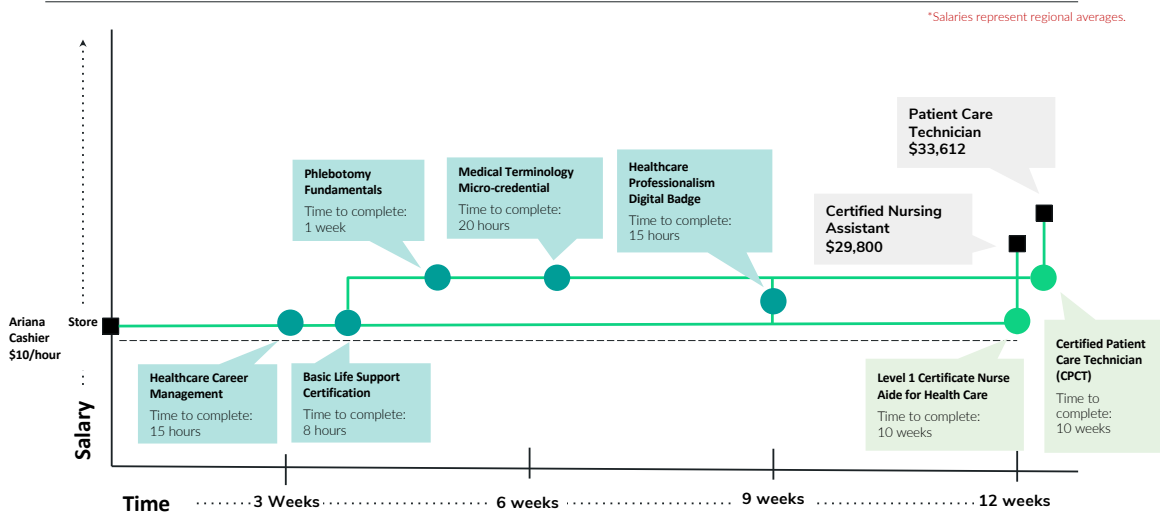 *Salaries represent regional averages.
Patient Care
Technician
$33,612
Phlebotomy
Fundamentals
Time to complete:
1 week
Medical Terminology
Micro-credential
Time to complete:
20 hours
Healthcare
Professionalism
Digital Badge
Time to complete:
15 hours
Certified Nursing
Assistant
$29,800
Ariana Store
Cashier
$10/hour
Healthcare Career
Management
Time to complete:
15 hours
Basic Life Support
Certification
Time to complete:
8 hours
Level 1 Certificate Nurse
Aide for Health Care
Time to complete:
10 weeks
Certified Patient
Care Technician
(CPCT)
Time to
complete:
10 weeks
Salary
Time
3 Weeks
6 weeks
9 weeks
12 weeks